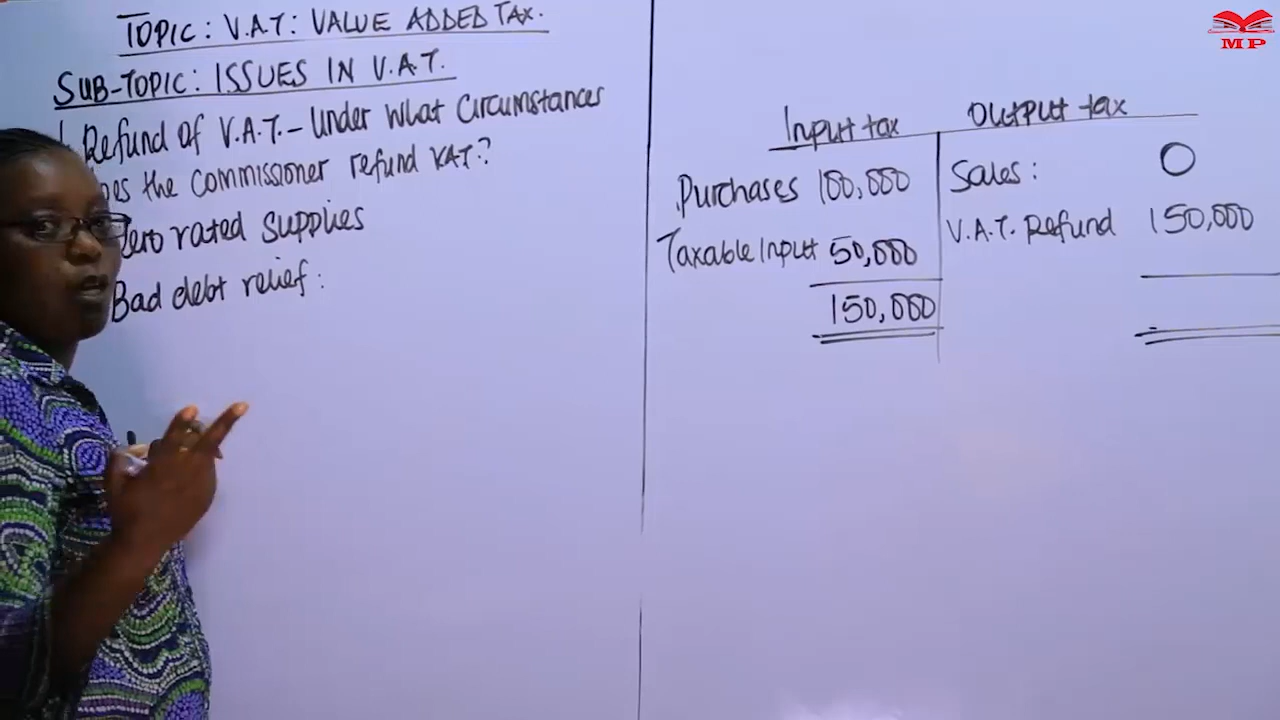 TOPIC: V.A.T: VALUE ADDED TAX.
SUB-TOPIC: ISSUES IN V.A.T.
Refund of V.A.T. - Under what circumstances
the commissioner refund VAT?
Zero rated supplies
Bad debt relief:
Input tax
Output tax
Purchases 100,000
Sales: 0
Taxable Input 50,000
V.A.T. Refund 150,000
150,000
MP